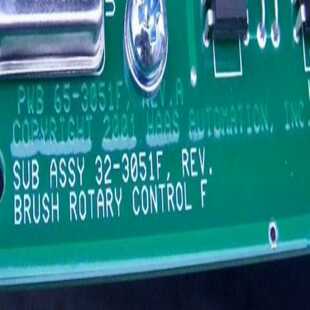 PWB 65-3051F, REV.A
COPYRIGHT 2001 HAAS AUTOMATION, INC.
SUB ASSY 32-3051F, REV.
BRUSH ROTARY CONTROL F